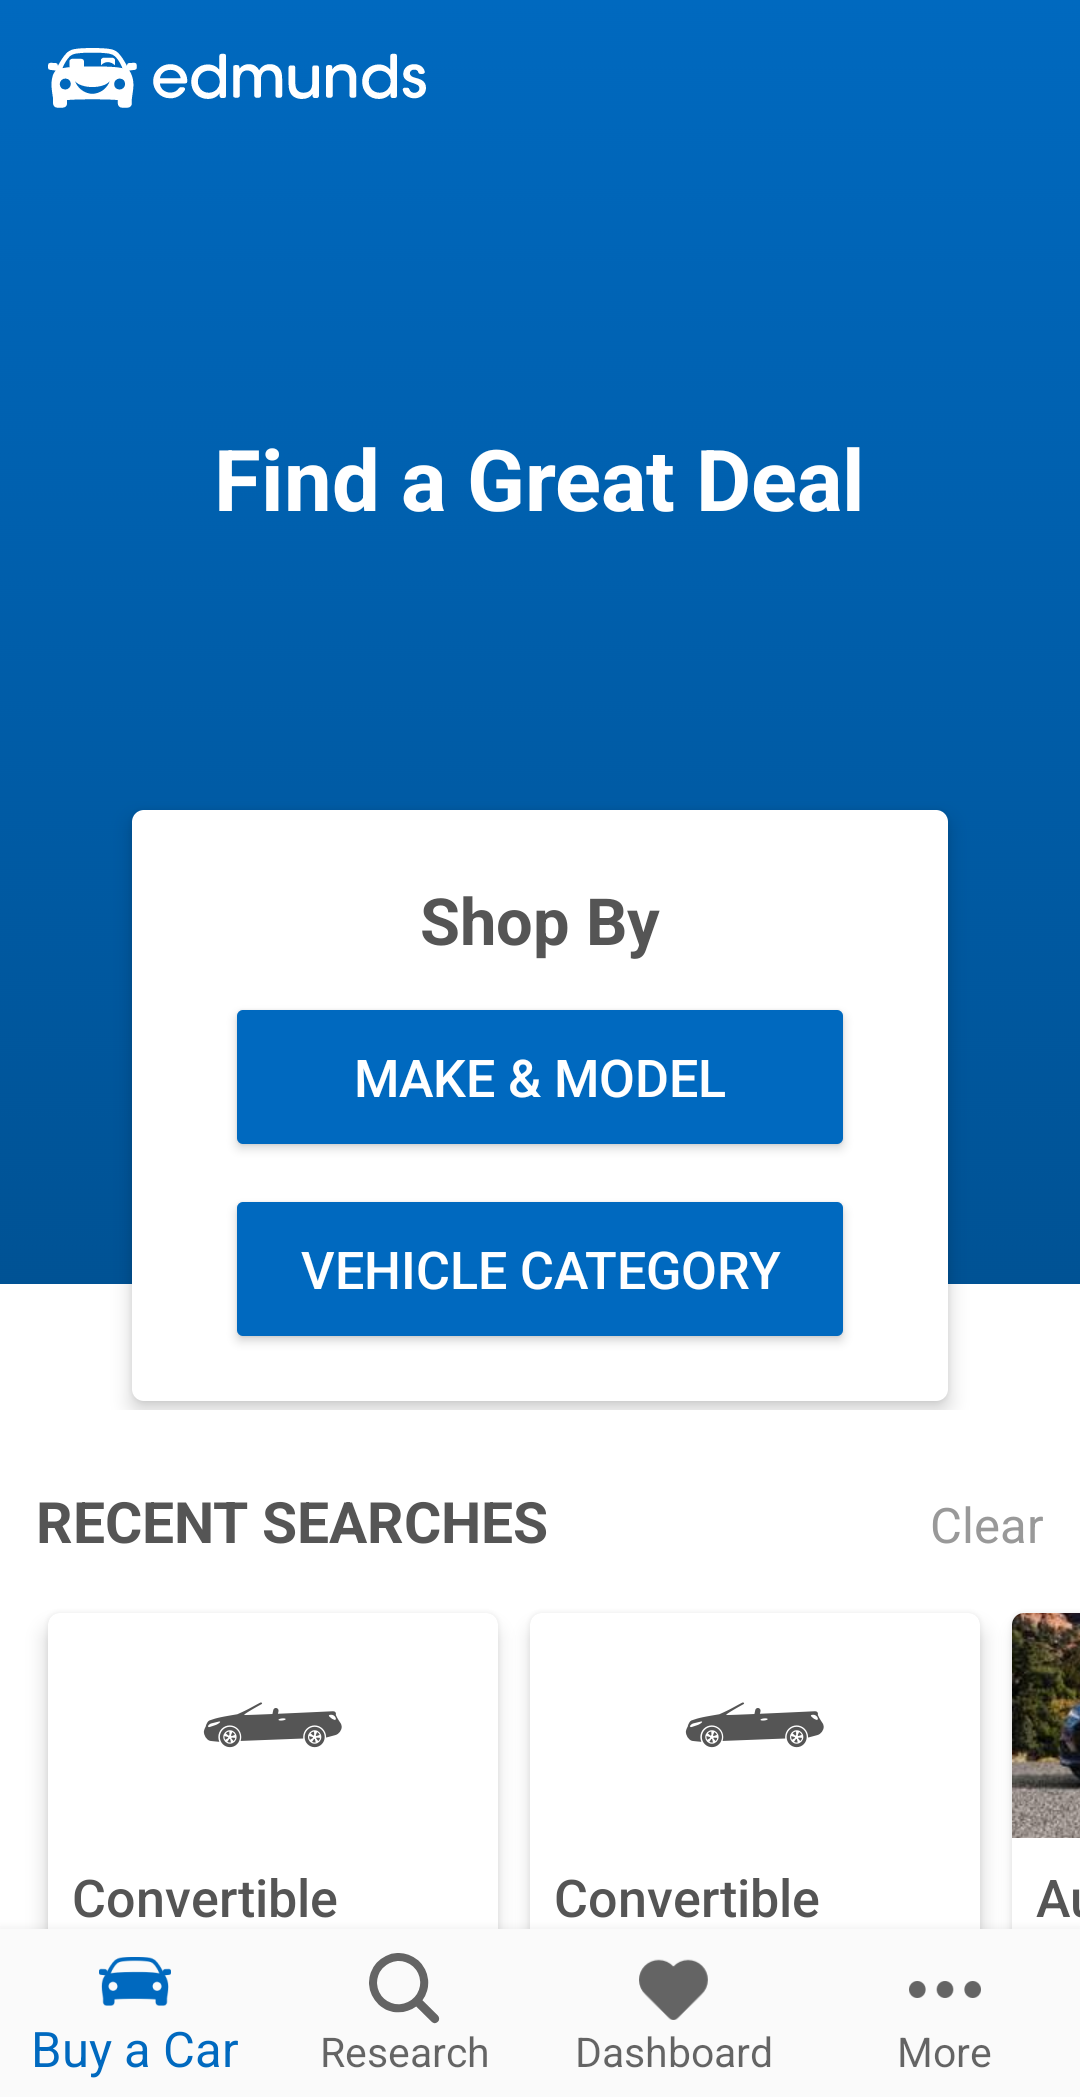 edmunds
Find a Great Deal
Shop By
MAKE & MODEL
VEHICLE CATEGORY
RECENT SEARCHES
Clear
Convertible
Convertible
Au
Buy a Car
Research
Dashboard
More